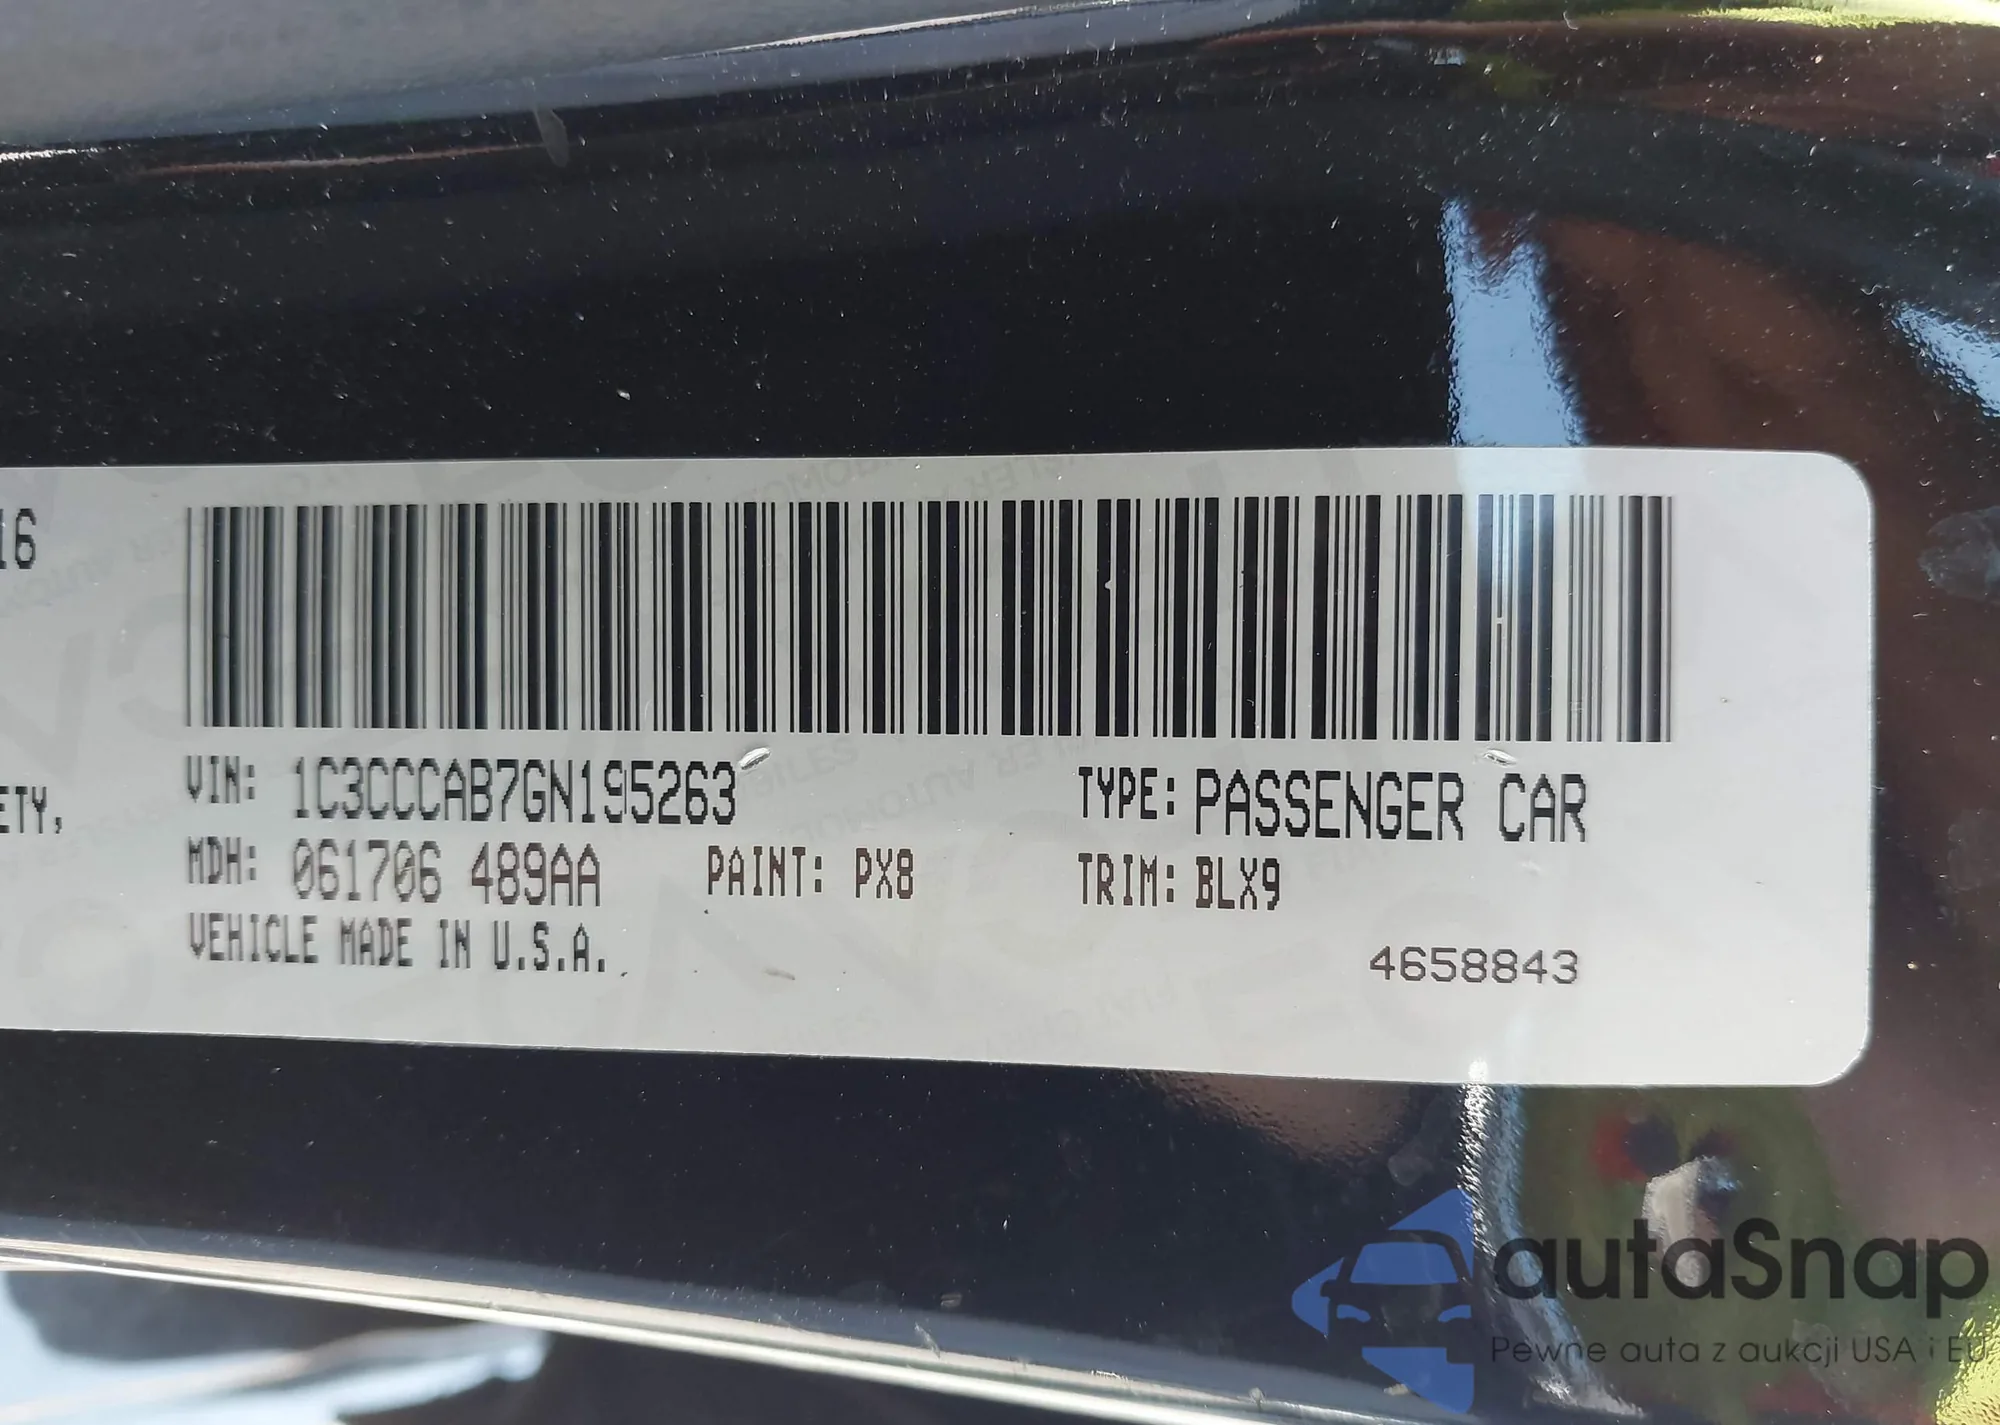 16
ETY,
VIN: 1C3CCCAB7GN195263
TYPE: PASSENGER CAR
MDH: 061706 489AA
PAINT: PX8
TRIM: BLX9
VEHICLE MADE IN U.S.A.
4658843
autaSnap
Pewne auta z aukcji USA i EU